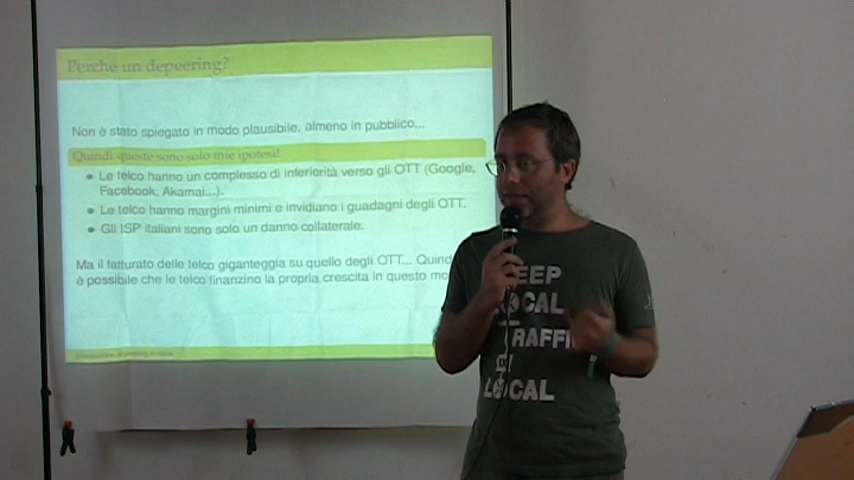 Perché un depeering?
Non è stato spiegato in modo plausibile, almeno in pubblico...
Quindi queste sono solo mie ipotesi!
Le telco hanno un complesso di inferiorità verso gli OTT (Google,
Facebook, Akamai...).
Le telco hanno margini minimi e invidiano i guadagni degli OTT.
Gli ISP italiani sono solo un danno collaterale.
Ma il fatturato delle telco giganteggia su quello degli OTT... Quind
è possibile che le telco finanzino la propria crescita in questo mo
EEP
OCAL
RAFFI
LOCAL